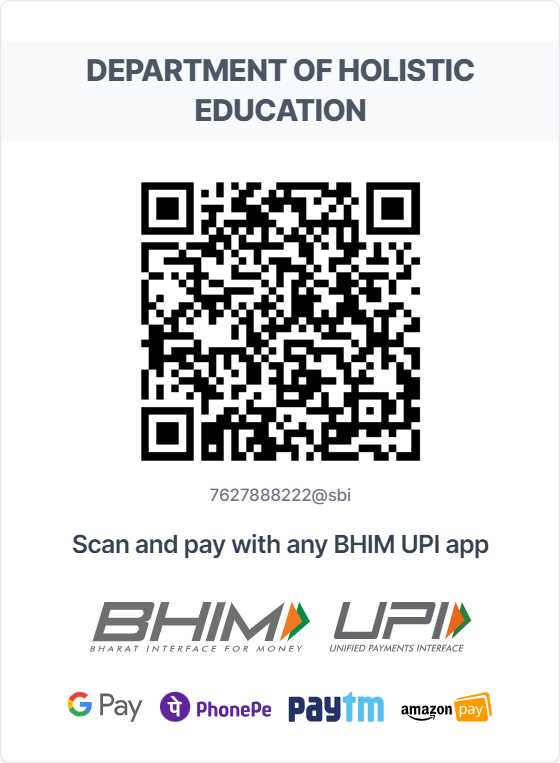 DEPARTMENT OF HOLISTIC
EDUCATION
7627888222@sbi
Scan and pay with any BHIM UPI app
BHIM
BHARAT INTERFACE FOR MONEY
UPI
UNIFIED PAYMENTS INTERFACE
G Pay
पे PhonePe
paytm
amazon pay